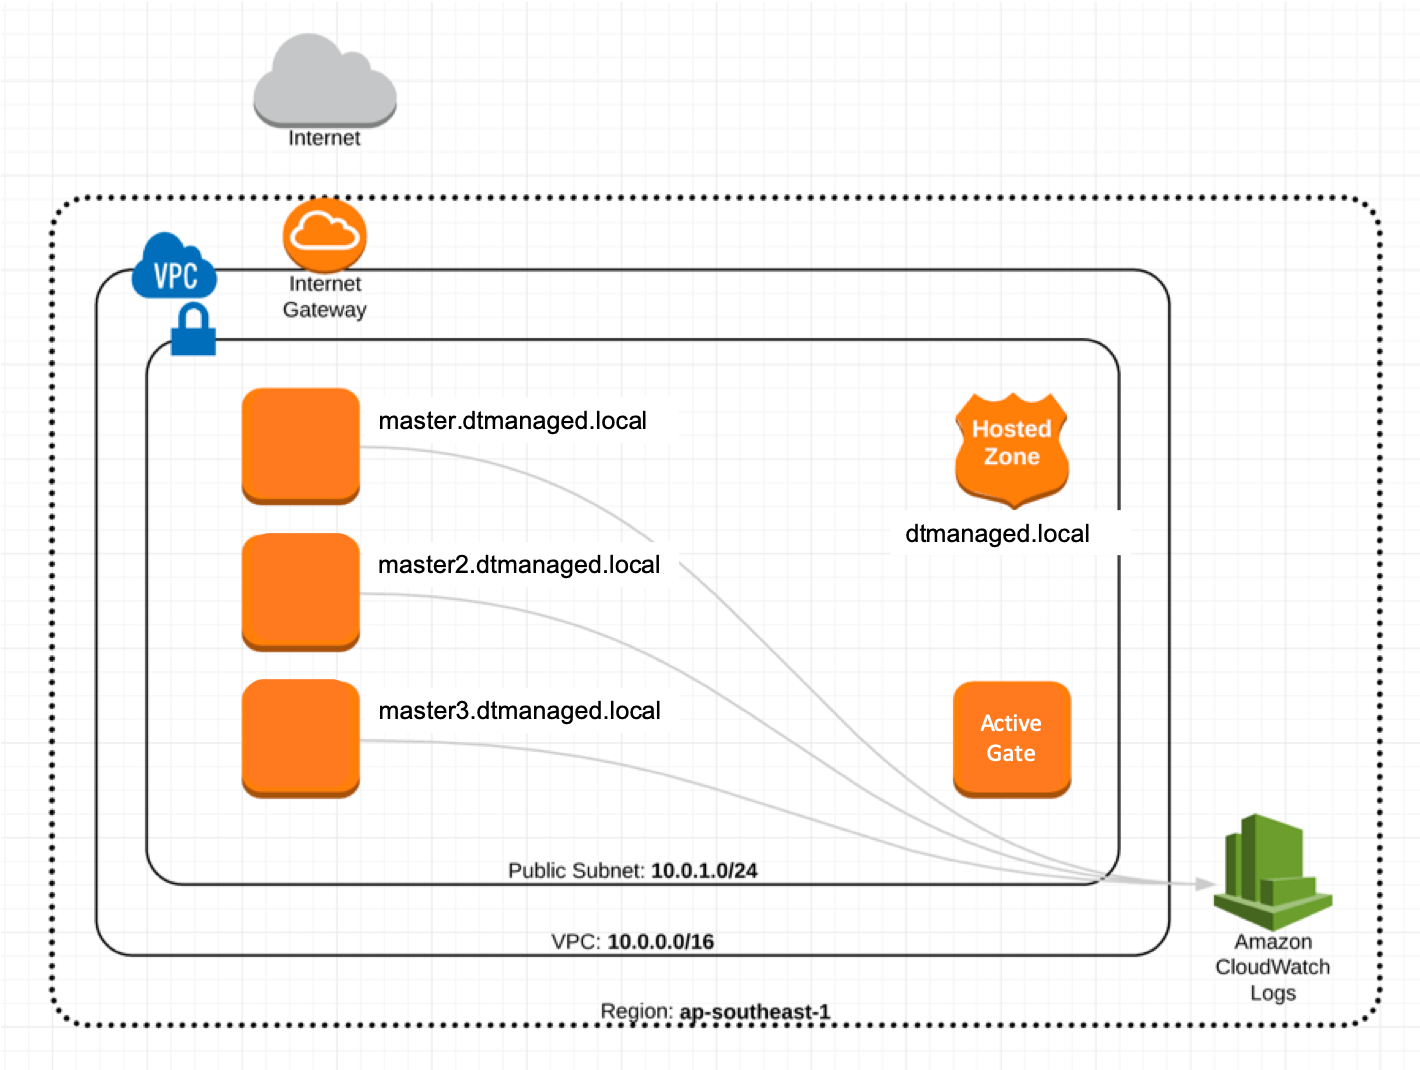 Internet
VPC
Internet
Gateway
master.dtmanaged.local
Hosted
Zone
dtmanaged.local
master2.dtmanaged.local
master3.dtmanaged.local
Active
Gate
Public Subnet: 10.0.1.0/24
VPC: 10.0.0.0/16
Amazon
CloudWatch
Logs
Region: ap-southeast-1